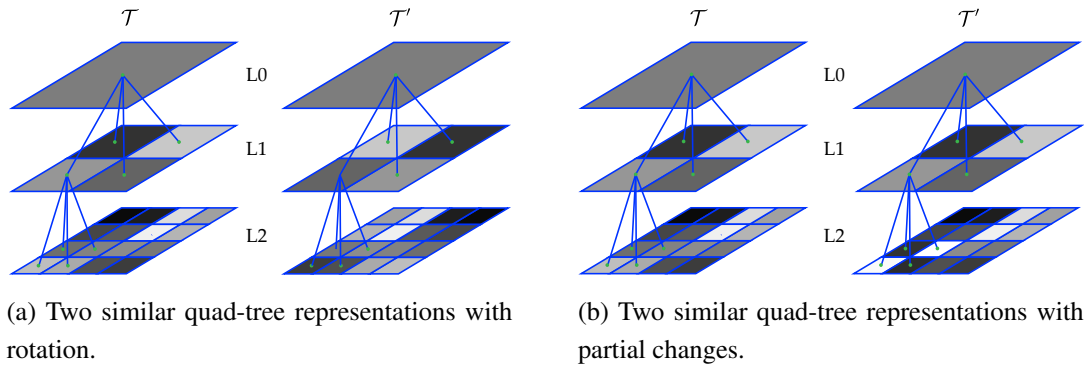 𝒯 𝒯′ 𝒯 𝒯′
L0 L0
L1 L1
L2 L2
(a) Two similar quad-tree representations with
rotation.
(b) Two similar quad-tree representations with
partial changes.